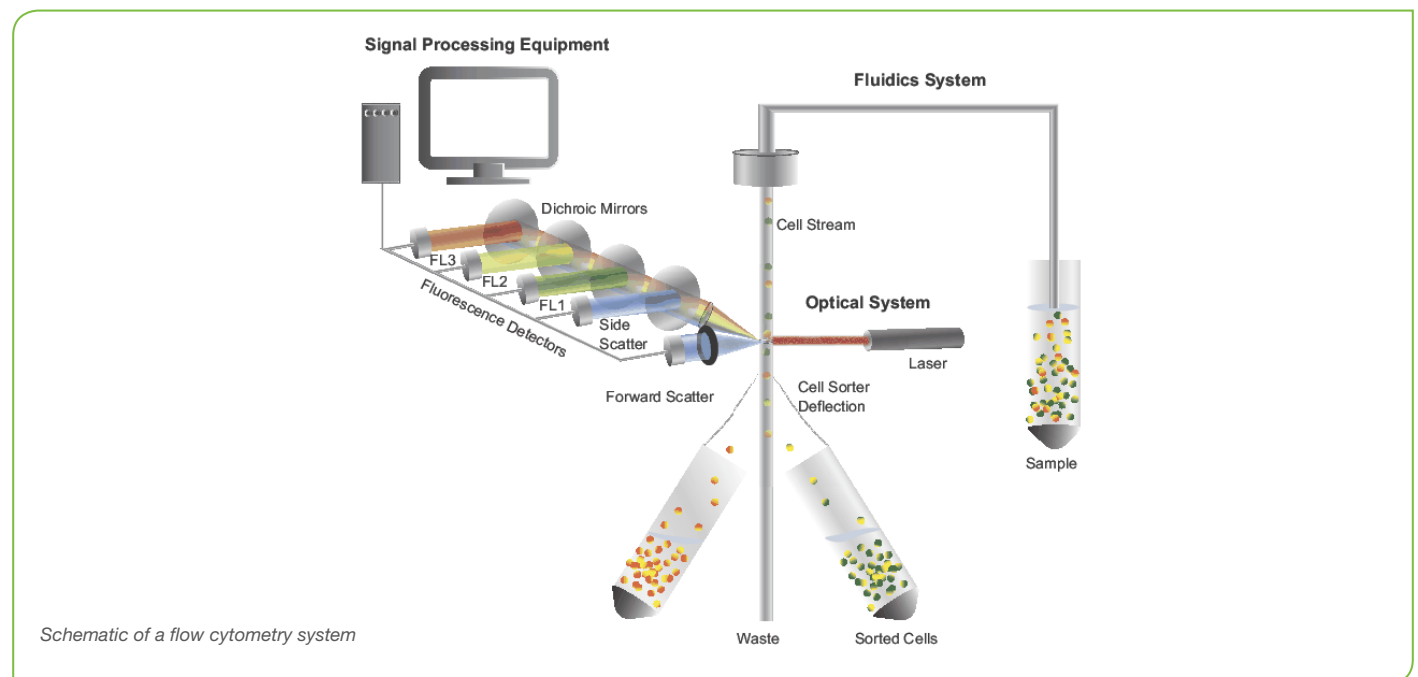 Signal Processing Equipment
Fluidics System
Dichroic Mirrors
Cell Stream
FL3
FL2
FL1
Fluorescence Detectors
Side
Scatter
Optical System
Laser
Forward Scatter
Cell Sorter
Deflection
Sample
Waste
Sorted Cells
Schematic of a flow cytometry system